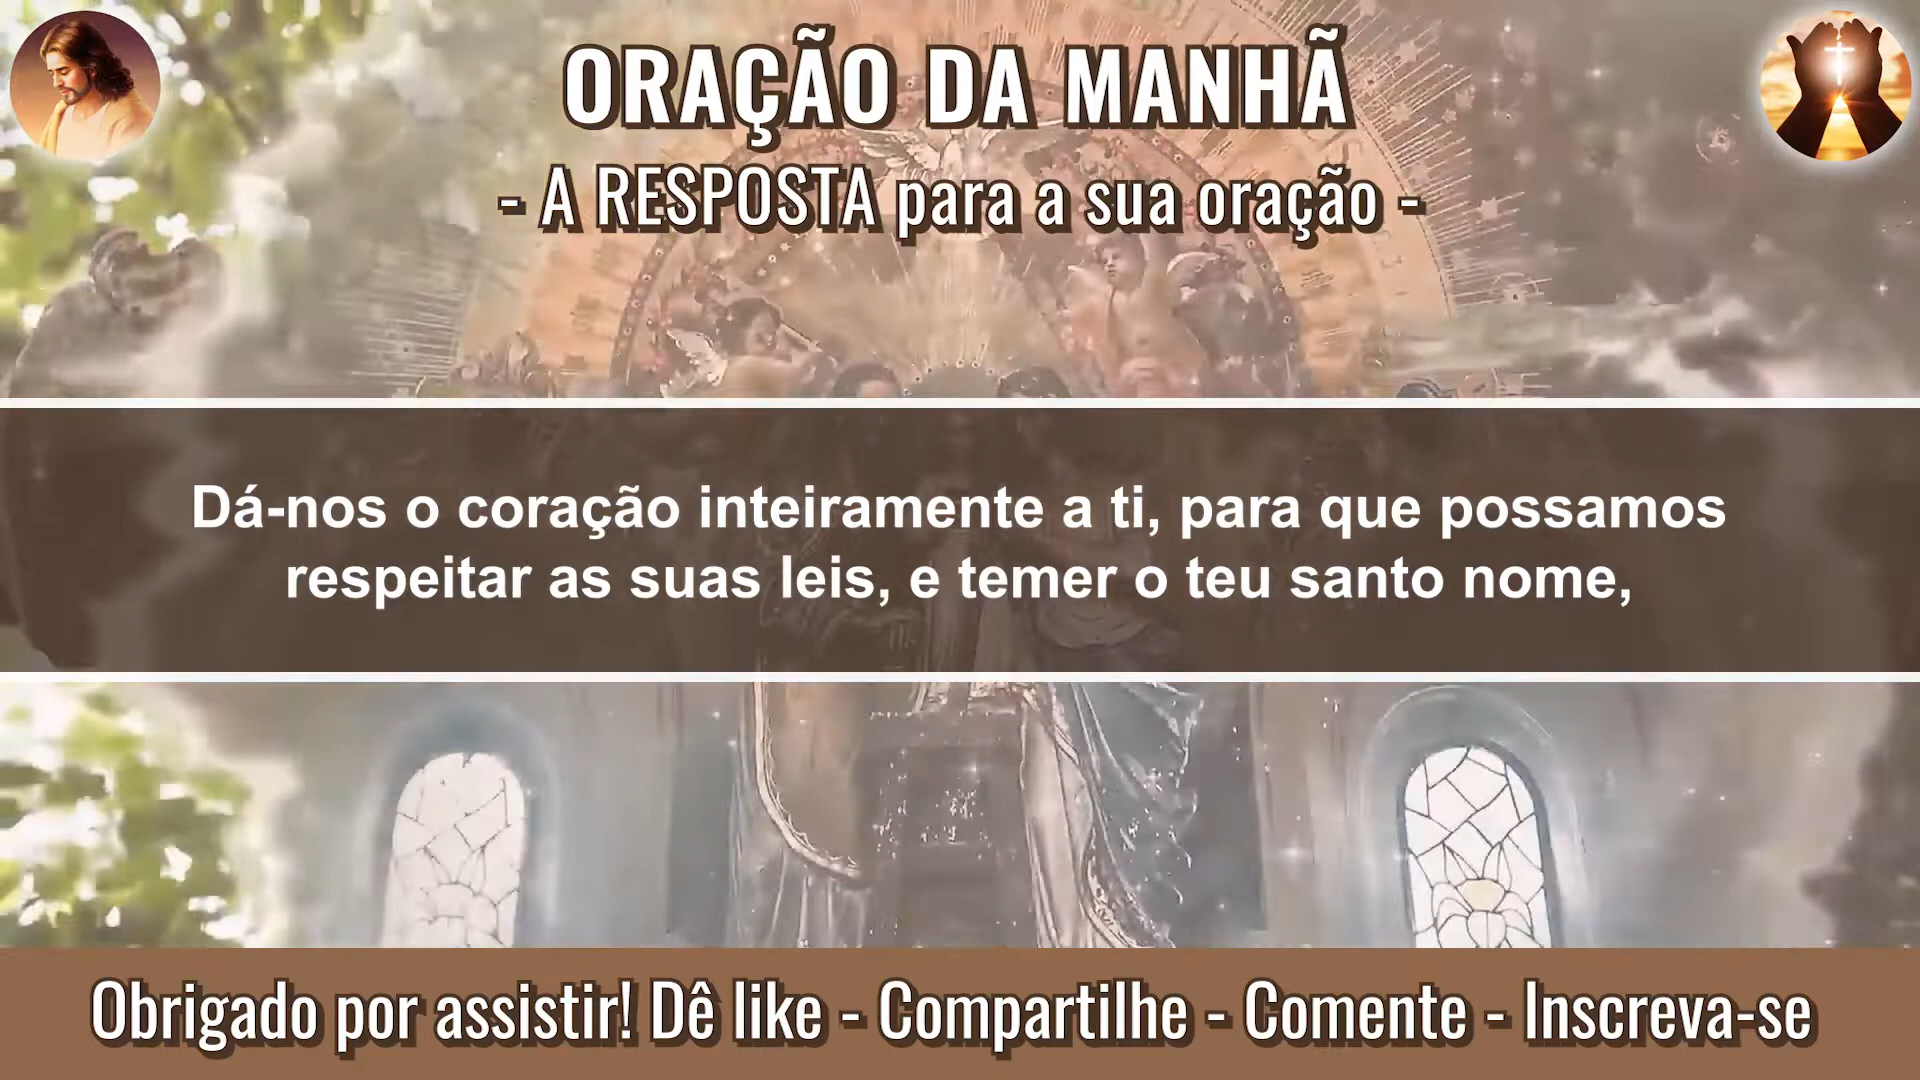 ORAÇÃO DA MANHÃ
- A RESPOSTA para a sua oração -
Dá-nos o coração inteiramente a ti, para que possamos
respeitar as suas leis, e temer o teu santo nome,
Obrigado por assistir! Dê like - Compartilhe - Comente - Inscreva-se